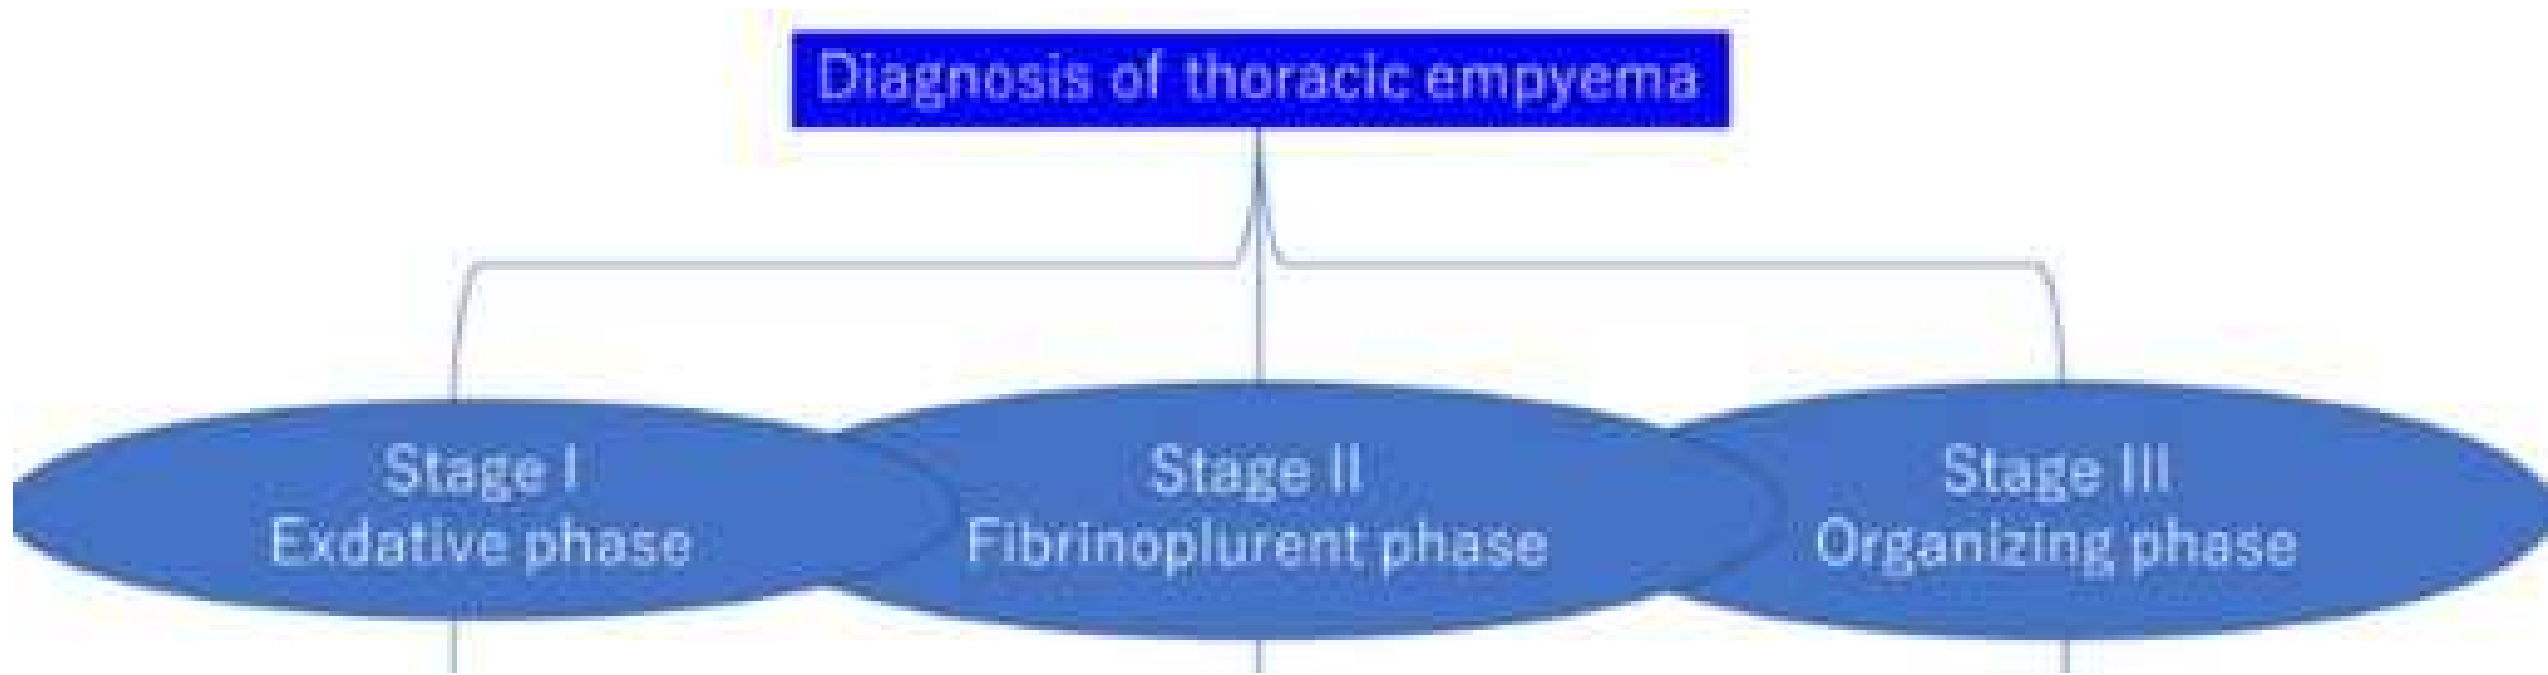 Diagnosis of thoracic empyema
Stage I
Exdative phase
Stage II
Fibrinoplurent phase
Stage III
Organizing phase